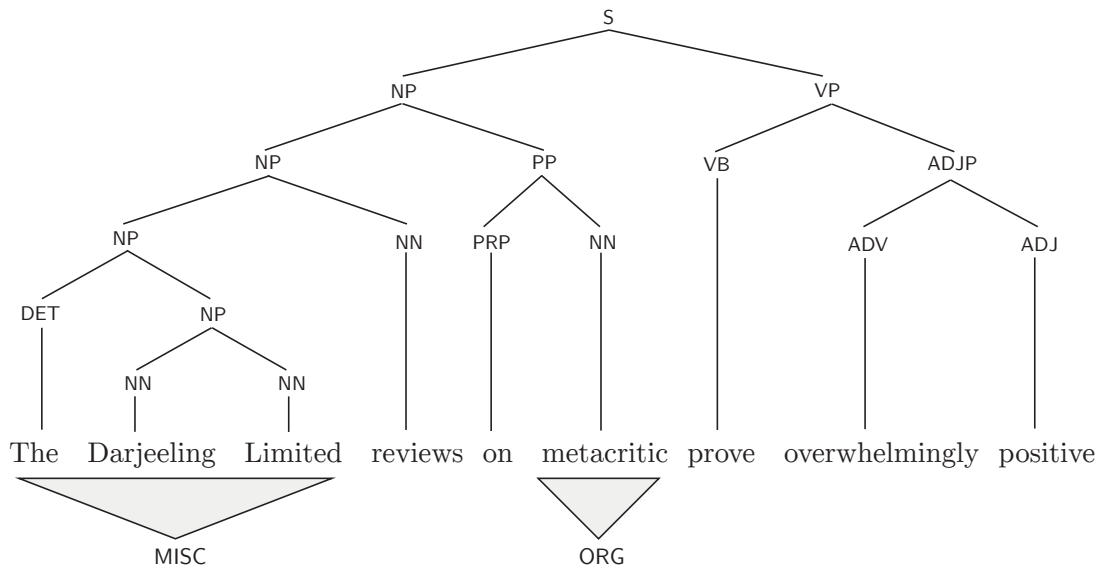 S
NP VP
NP PP VB ADJP
NP NN PRP NN ADV ADJ
DET NP
NN NN
The Darjeeling Limited reviews on metacritic prove overwhelmingly positive
MISC ORG